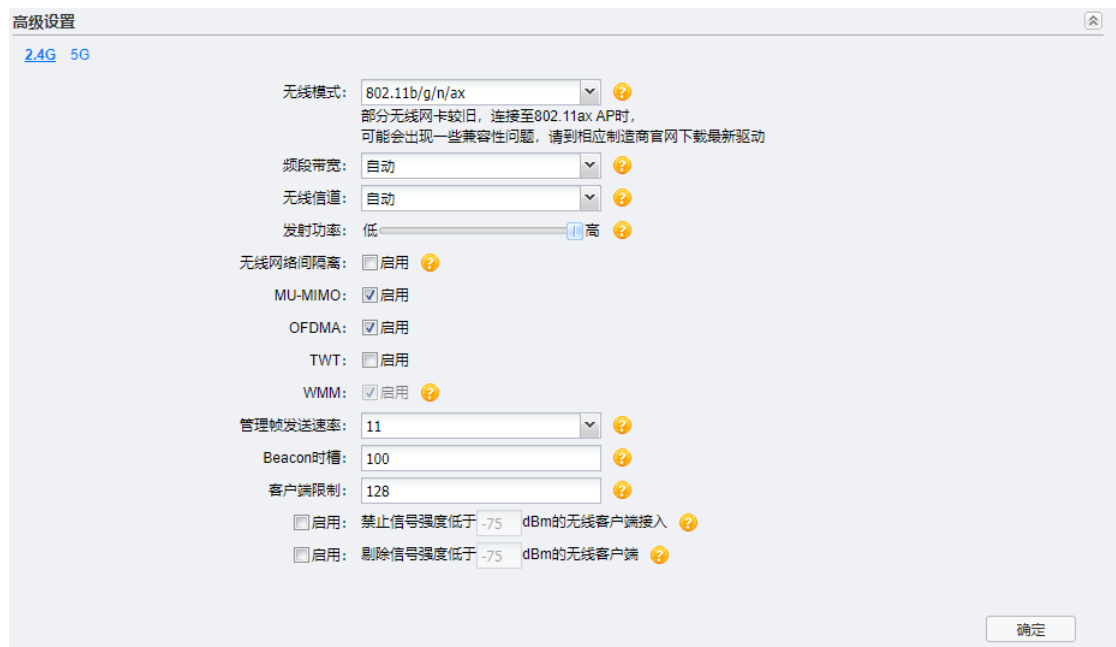 高级设置
2.4G 5G
无线模式: 802.11b/g/n/ax
部分无线网卡较旧，连接至802.11ax AP时，
可能会出现一些兼容性问题，请到相应制造商官网下载最新驱动
频段带宽: 自动
无线信道: 自动
发射功率: 低 高
无线网络间隔离: 启用
MU-MIMO: 启用
OFDMA: 启用
TWT: 启用
WMM: 启用
管理帧发送速率: 11
Beacon时槽: 100
客户端限制: 128
启用: 禁止信号强度低于 -75 dBm的无线客户端接入
启用: 剔除信号强度低于 -75 dBm的无线客户端
确定